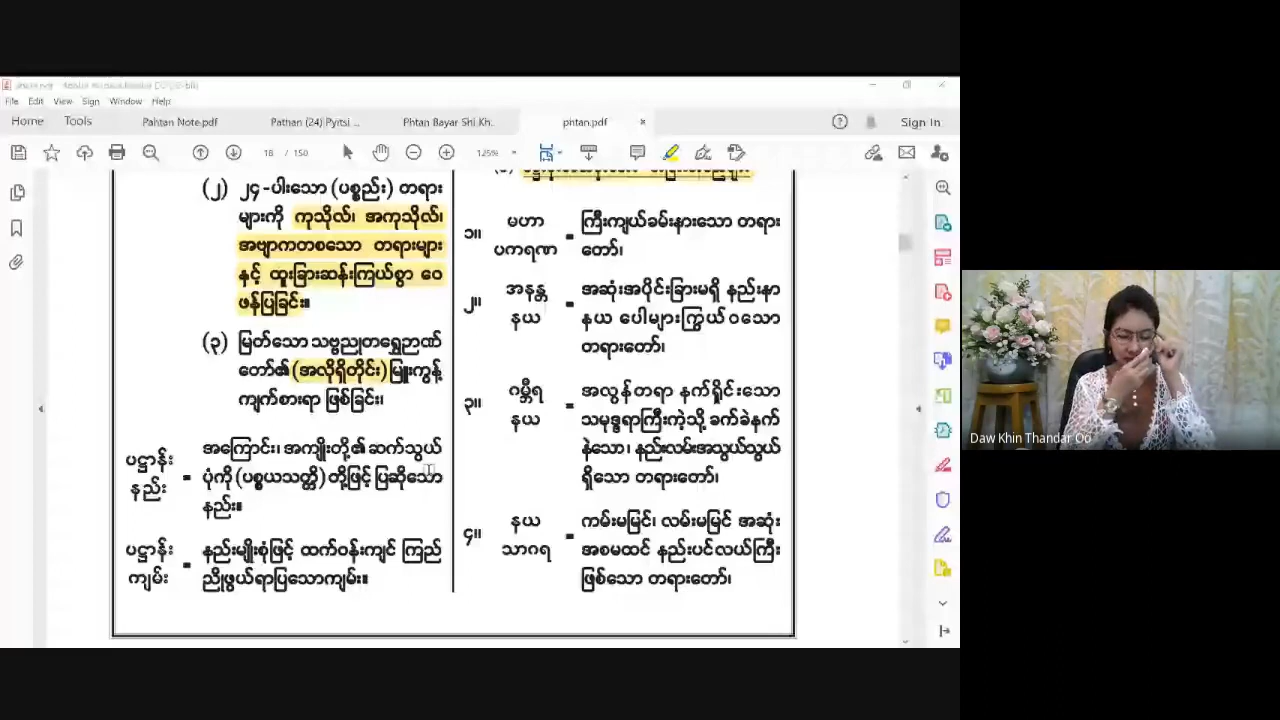 File Edit View Sign Window Help
Home Tools Pahtan Note.pdf Pathan (24) Pyitsi ... Phtan Bayar Shi Kh... phtan.pdf × Sign In
18 / 150 125%
(၂) ၂၄-ပါးသော (ပစ္စည်း) တရား
များကို ကုသိုလ်၊ အကုသိုလ်၊
အဗျာကတစသော တရားများ
နှင့် ထူးခြားဆန်းကြယ်စွာ ဝေ
ဖန်ပြခြင်း။
(၃) မြတ်သော သဗ္ဗညုတရွှေဉာဏ်
တော်၏ (အလိုရှိတိုင်း) မြူးကွန့်
ကျက်စားရာ ဖြစ်ခြင်း၊
ပဋ္ဌာန်း
နည်း
=
အကြောင်း၊ အကျိုးတို့၏ ဆက်သွယ်
ပုံကို (ပစ္စယသတ္တိ) တို့ဖြင့် ပြဆိုသော
နည်း။
ပဋ္ဌာန်း
ကျမ်း
=
နည်းမျိုးစုံဖြင့် ထက်ဝန်းကျင် ကြည်
ညိုဖွယ်ရာပြသောကျမ်း။
၁။
မဟာ
ပကရဏ
=
ကြီးကျယ်ခမ်းနားသော တရား
တော်၊
၂။
အနန္တ
နယ
=
အဆုံးအပိုင်းခြားမရှိ နည်းနာ
နယ ပေါများကြွယ်ဝသော
တရားတော်၊
၃။
ဂမ္ဘီရ
နယ
=
အလွန်တရာ နက်ရှိုင်းသော
သမုဒ္ဒရာကြီးကဲ့သို့ ခက်ခဲနက်
နဲသော၊ နည်းလမ်းအသွယ်သွယ်
ရှိသော တရားတော်၊
၄။
နယ
သာဂရ
=
ကမ်းမမြင်၊ လမ်းမမြင် အဆုံး
အစမထင် နည်းပင်လယ်ကြီး
ဖြစ်သော တရားတော်၊
Daw Khin Thandar Oo